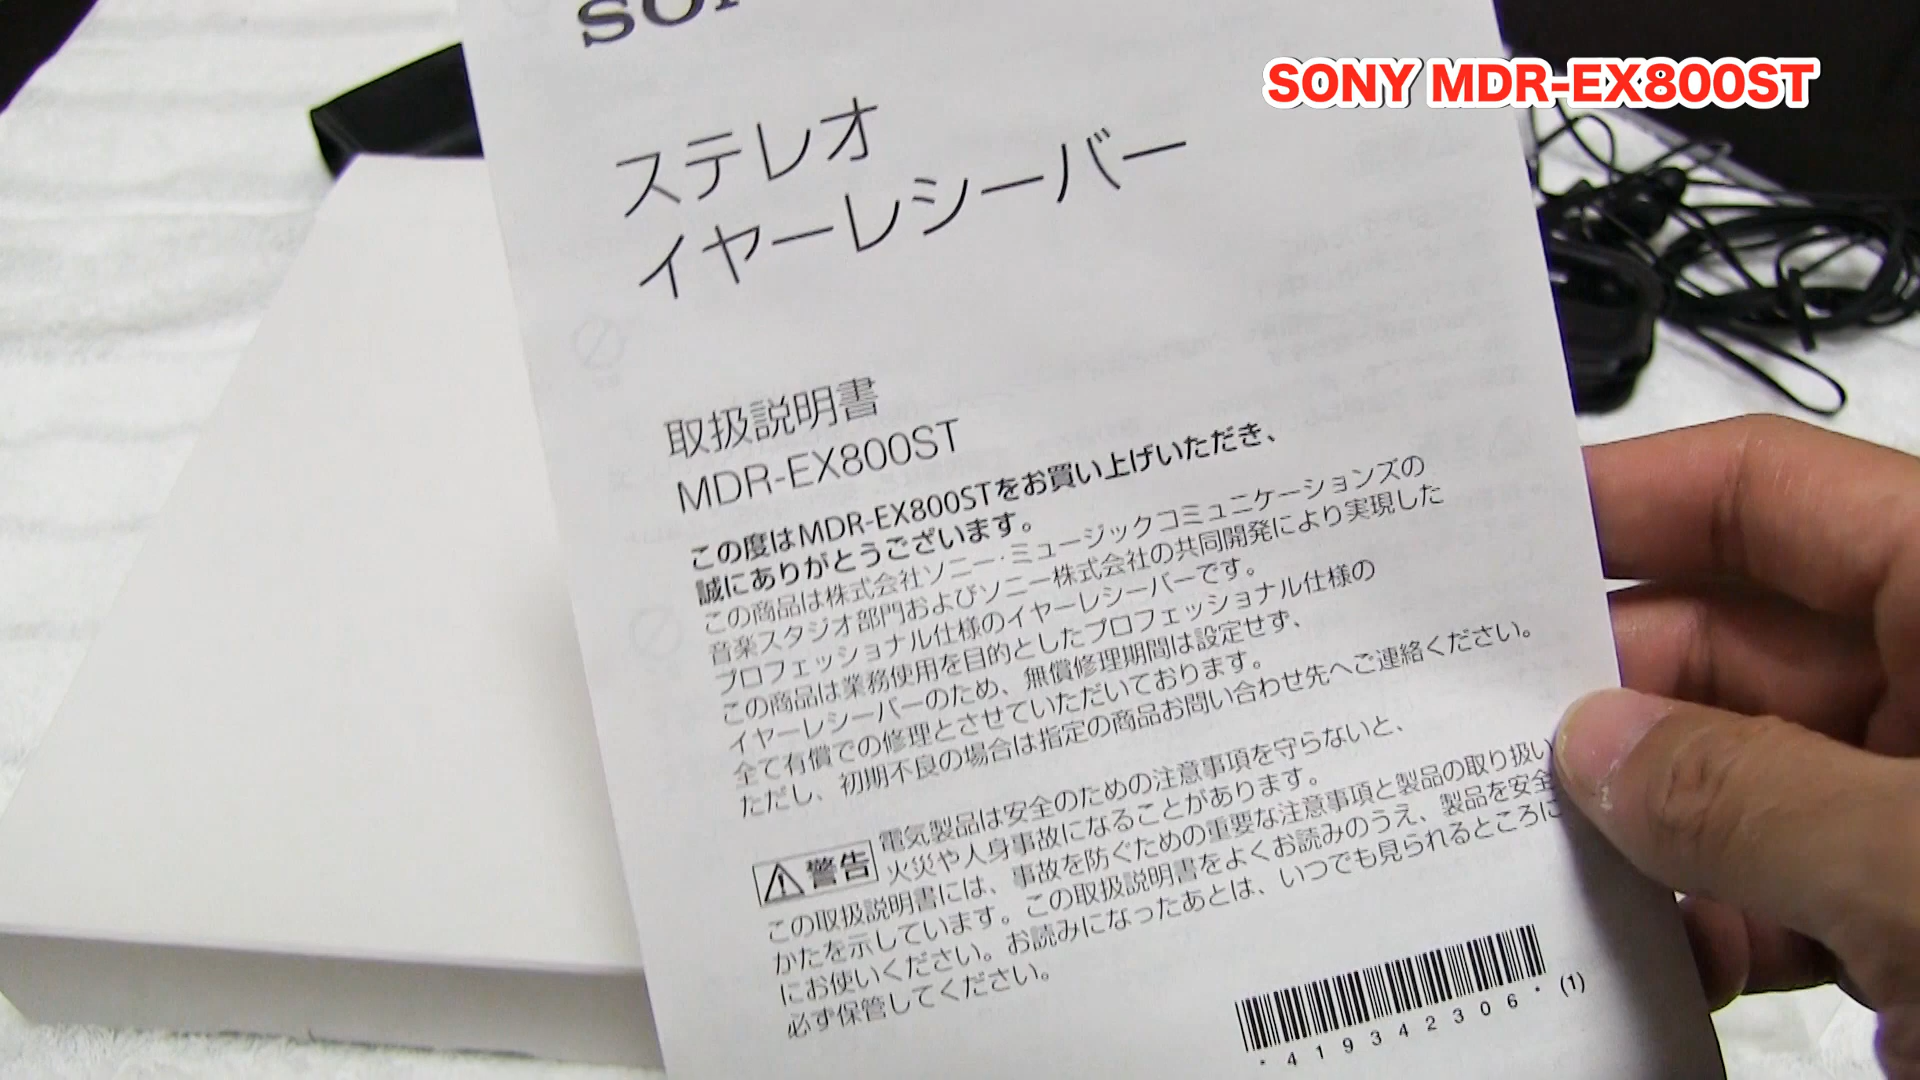 SONY MDR-EX800ST
ステレオ
イヤーレシーバー
取扱説明書
MDR-EX800ST
この度はMDR-EX800STをお買い上げいただき、
誠にありがとうございます。
この商品は株式会社ソニー・ミュージックコミュニケーションズの
音楽スタジオ部門およびソニー株式会社の共同開発により実現した
プロフェッショナル仕様のイヤーレシーバーです。
この商品は業務使用を目的としたプロフェッショナル仕様の
イヤーレシーバーのため、無償修理期間は設定せず、
全て有償での修理とさせていただいております。
ただし、初期不良の場合は指定の商品お問い合わせ先へご連絡ください。
警告
電気製品は安全のための注意事項を守らないと、
火災や人身事故になることがあります。
この取扱説明書には、事故を防ぐための重要な注意事項と製品の取り扱い
かたを示しています。この取扱説明書をよくお読みのうえ、製品を安全
にお使いください。お読みになったあとは、いつでも見られるところに
必ず保管してください。
* 4 1 9 3 4 2 3 0 6 * (1)